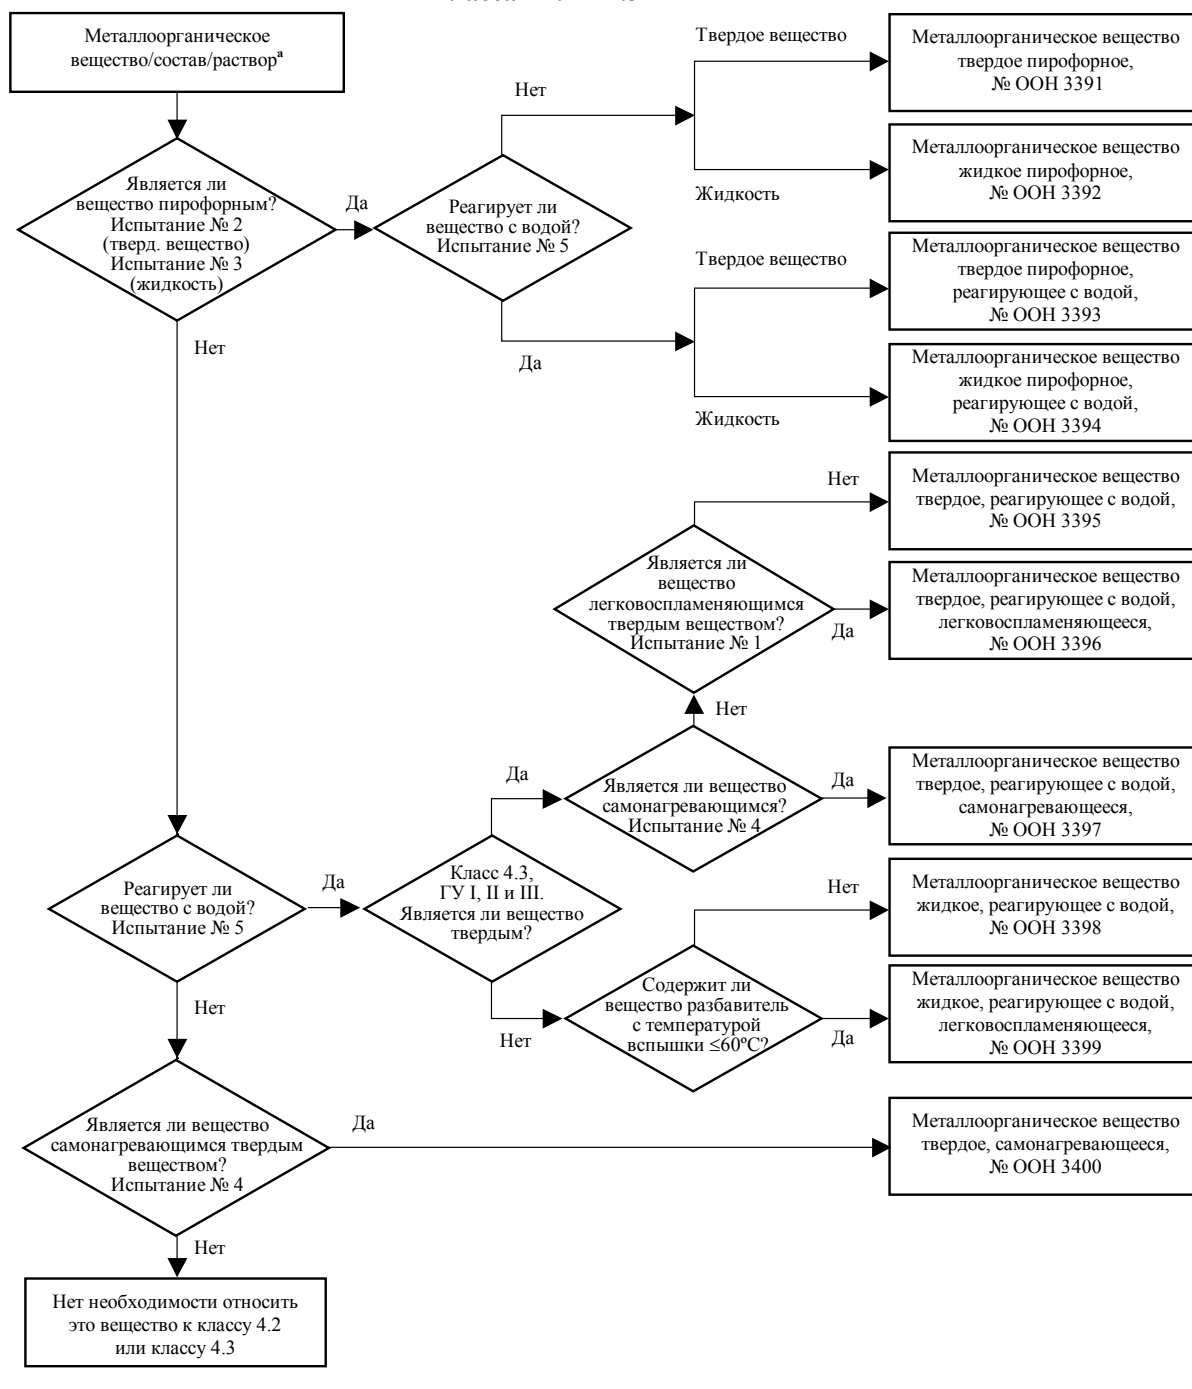 Металлоорганическое
вещество/состав/раствор^а
Твердое вещество
Металлоорганическое вещество
твердое пирофорное,
№ ООН 3391
Нет
Металлоорганическое вещество
жидкое пирофорное,
№ ООН 3392
Жидкость
Является ли
вещество пирофорным?
Испытание № 2
(тверд. вещество)
Испытание № 3
(жидкость)
Да
Реагирует ли
вещество с водой?
Испытание № 5
Твердое вещество
Металлоорганическое вещество
твердое пирофорное,
реагирующее с водой,
№ ООН 3393
Нет
Да
Металлоорганическое вещество
жидкое пирофорное,
реагирующее с водой,
№ ООН 3394
Жидкость
Нет
Металлоорганическое вещество
твердое, реагирующее с водой,
№ ООН 3395
Является ли
вещество
легковоспламеняющимся
твердым веществом?
Испытание № 1
Да
Металлоорганическое вещество
твердое, реагирующее с водой,
легковоспламеняющееся,
№ ООН 3396
Нет
Да
Является ли вещество
самонагревающимся?
Испытание № 4
Да
Металлоорганическое вещество
твердое, реагирующее с водой,
самонагревающееся,
№ ООН 3397
Реагирует ли
вещество с водой?
Испытание № 5
Да
Класс 4.3,
ГУ I, II и III.
Является ли вещество
твердым?
Нет
Металлоорганическое вещество
жидкое, реагирующее с водой,
№ ООН 3398
Нет
Нет
Содержит ли
вещество разбавитель
с температурой
вспышки ≤60ºС?
Да
Металлоорганическое вещество
жидкое, реагирующее с водой,
легковоспламеняющееся,
№ ООН 3399
Является ли вещество
самонагревающимся твердым
веществом?
Испытание № 4
Да
Металлоорганическое вещество
твердое, самонагревающееся,
№ ООН 3400
Нет
Нет необходимости относить
это вещество к классу 4.2
или классу 4.3